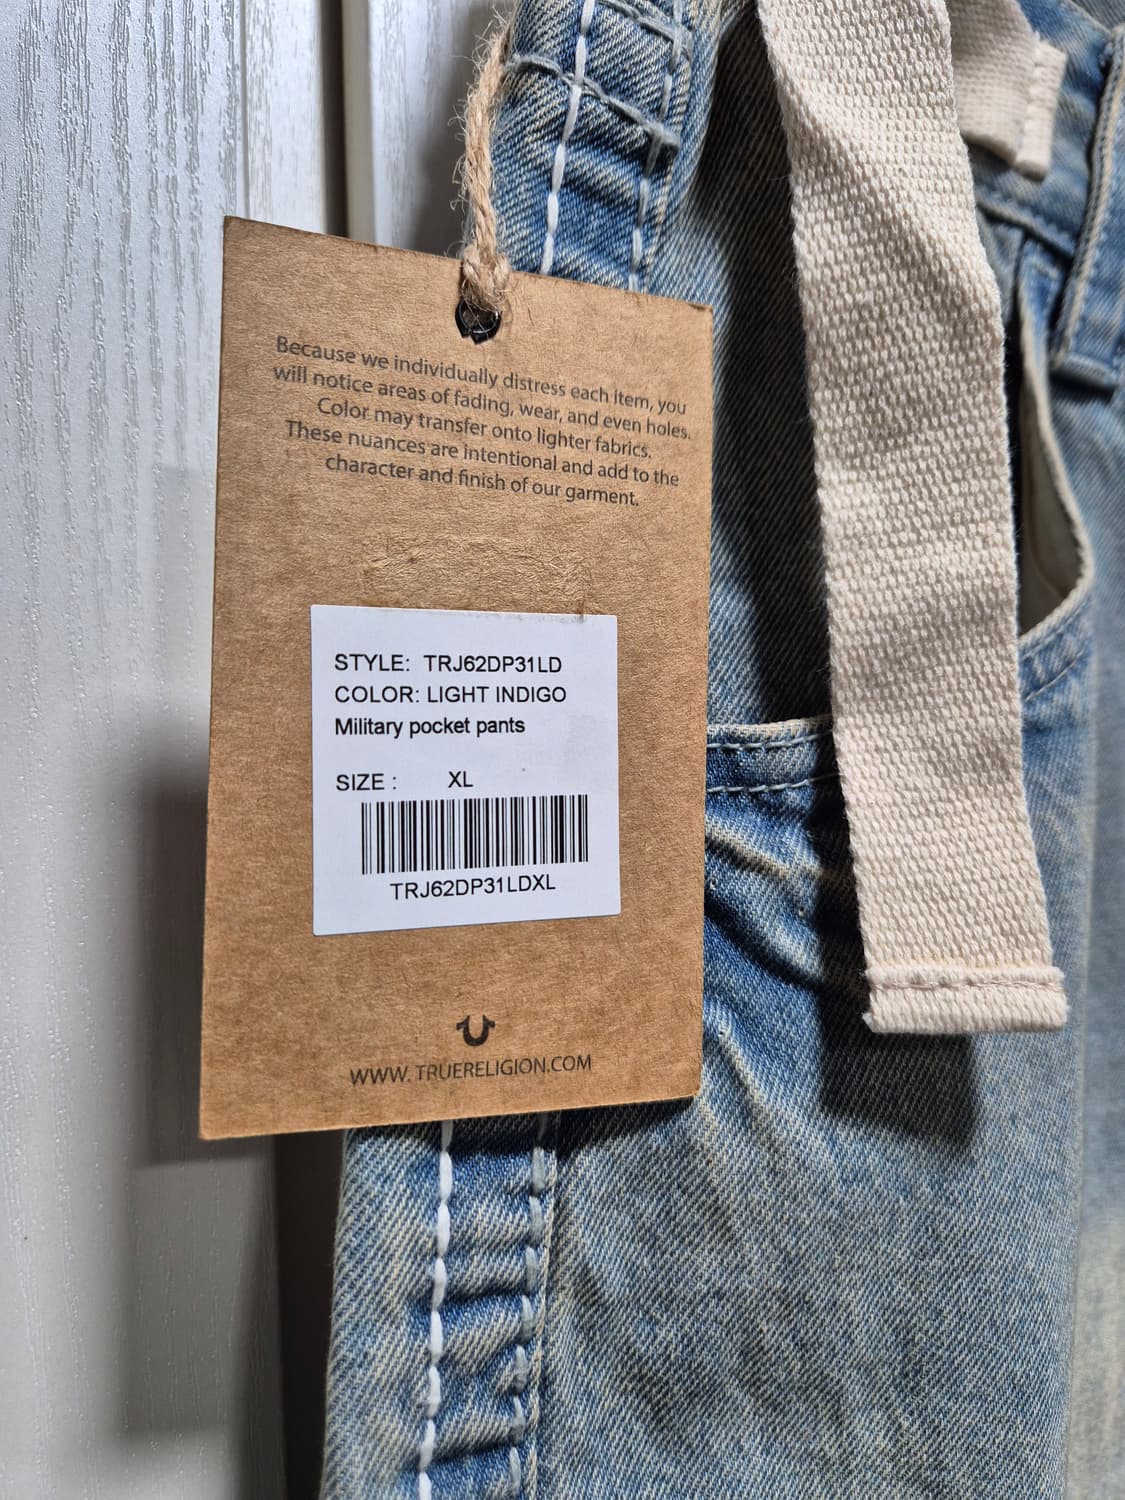 Because we individually distress each item, you
will notice areas of fading, wear, and even holes.
Color may transfer onto lighter fabrics.
These nuances are intentional and add to the
character and finish of our garment.
STYLE: TRJ62DP31LD
COLOR: LIGHT INDIGO
Military pocket pants
SIZE : XL
TRJ62DP31LDXL
WWW. TRUERELIGION.COM